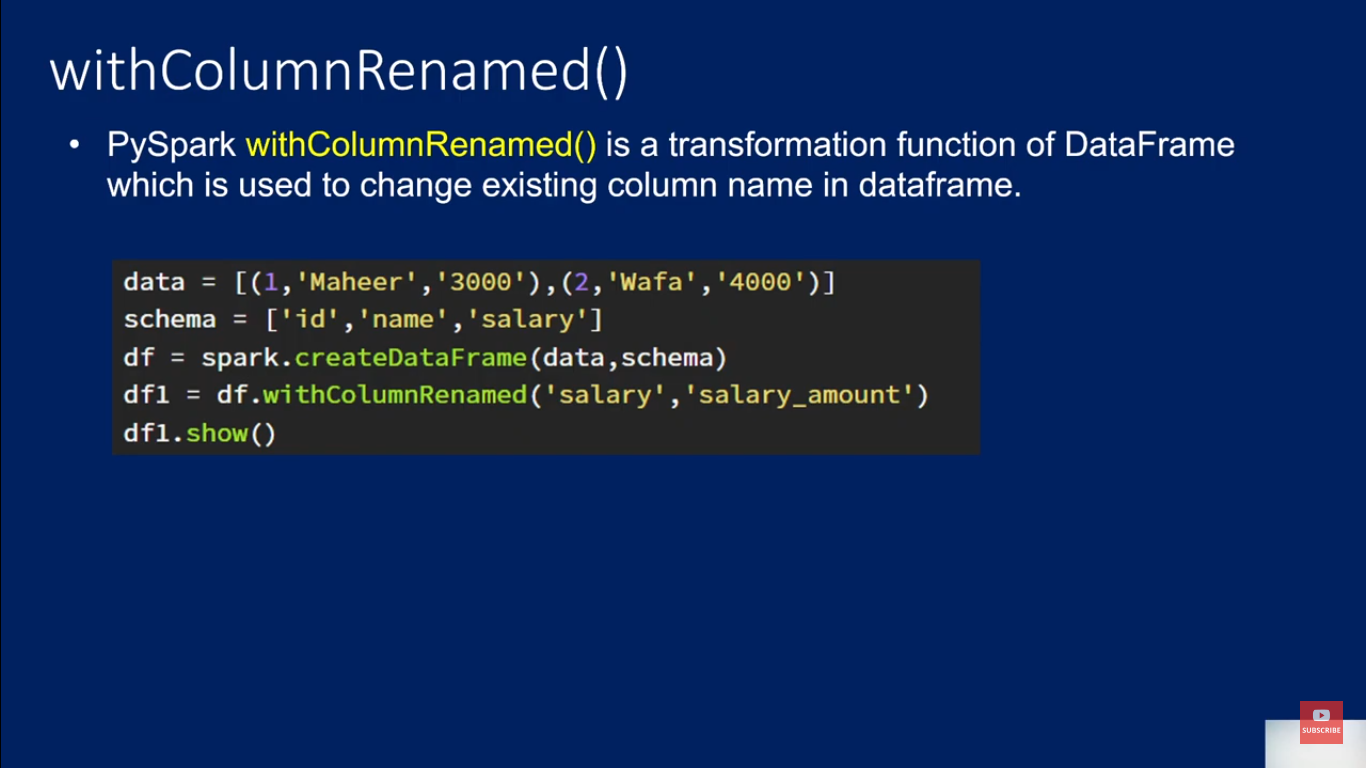 withColumnRenamed()
• PySpark withColumnRenamed() is a transformation function of DataFrame
which is used to change existing column name in dataframe.
data = [(1,'Maheer','3000'),(2,'Wafa','4000')]
schema = ['id','name','salary']
df = spark.createDataFrame(data,schema)
df1 = df.withColumnRenamed('salary','salary_amount')
df1.show()
SUBSCRIBE